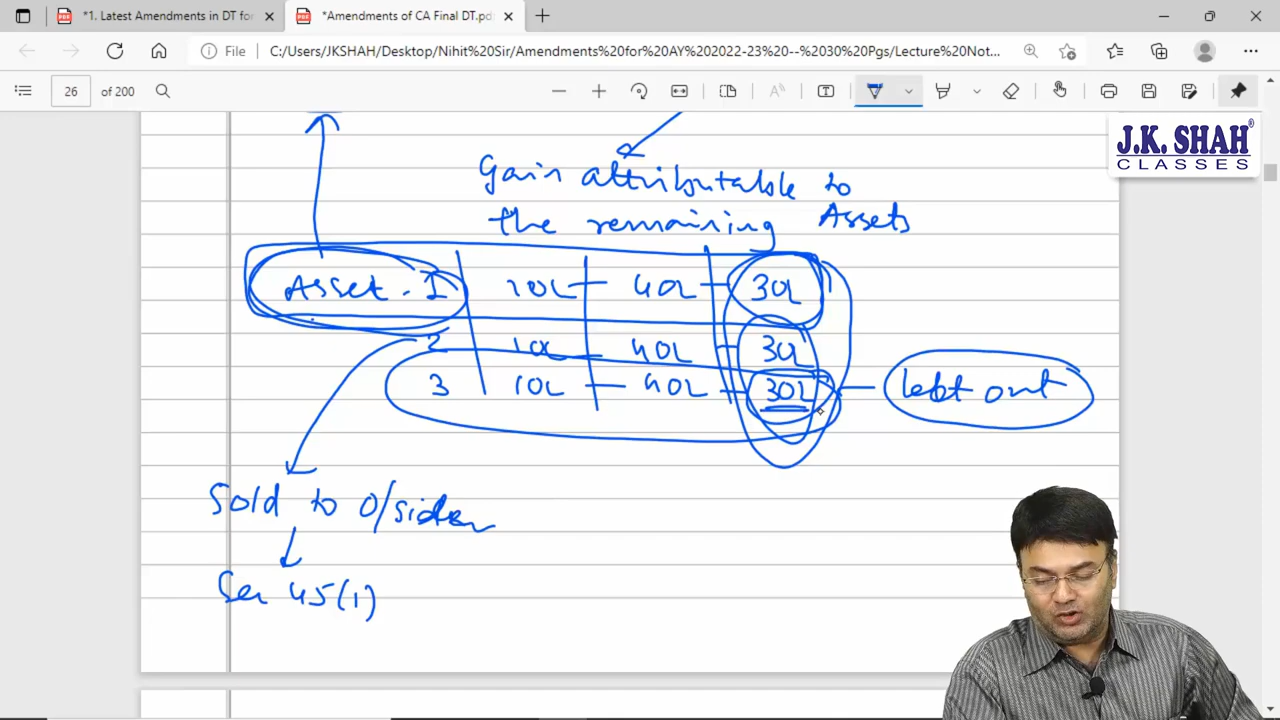 *1. Latest Amendments in DT for
*Amendments of CA Final DT.pd
File
C:/Users/JKSHAH/Desktop/Nihit%20Sir/Amendments%20for%20AY%202022-23%20--%2030%20Pgs/Lecture%20Not...
26 of 200
J.K. SHAH®
CLASSES
Gain attributable to
the remaining Assets
Asset - 1 10L 40L 30L
2 10L 40L 30L
3 10L 40L 30L left out
Sold to O/sider
Sec 45(1)